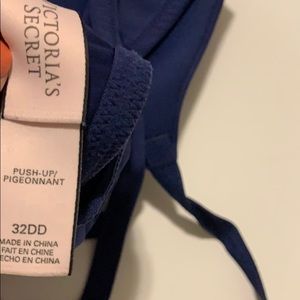 VICTORIA'S
SECRET
PUSH-UP/
PIGEONNANT
32DD
MADE IN CHINA
FAIT EN CHINE
HECHO EN CHINA